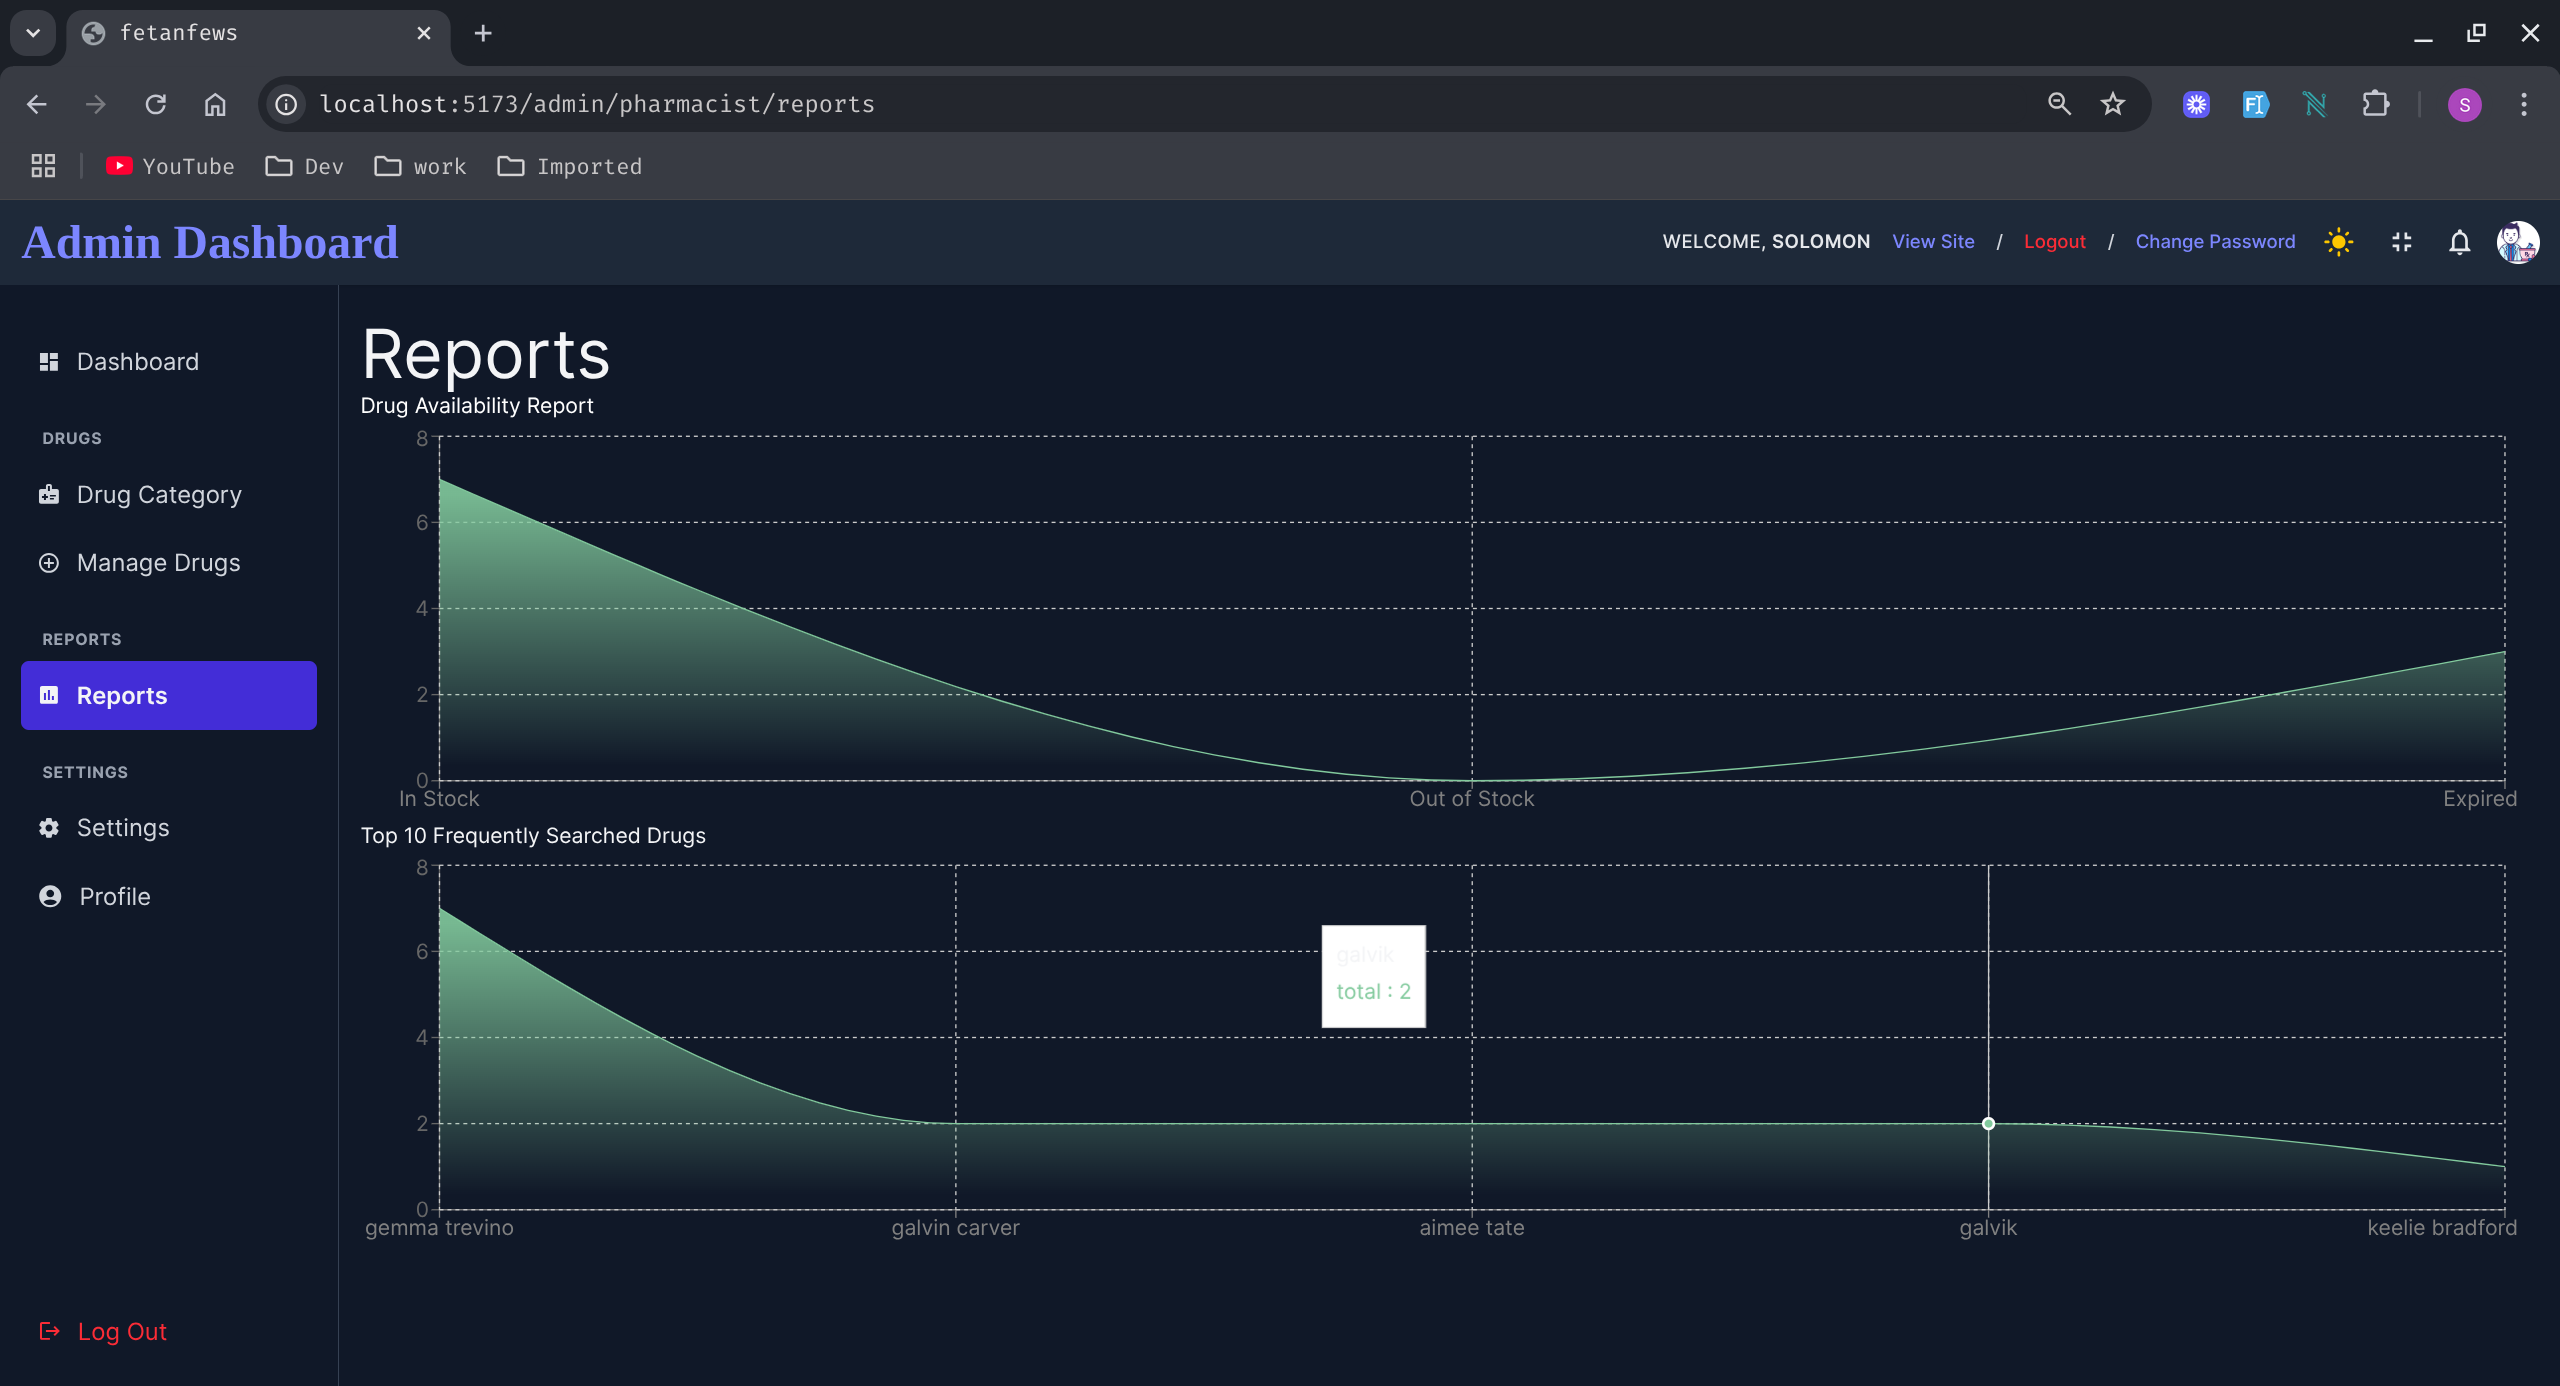 fetanfews
localhost:5173/admin/pharmacist/reports
S
YouTube Dev work Imported
Admin Dashboard
WELCOME, SOLOMON View Site / Logout / Change Password
Dashboard
DRUGS
Drug Category
Manage Drugs
REPORTS
Reports
SETTINGS
Settings
Profile
Log Out
Reports
Drug Availability Report
8
6
4
2
0
In Stock Out of Stock Expired
Top 10 Frequently Searched Drugs
8
6
4
2
0
galvik
total : 2
gemma trevino galvin carver aimee tate galvik keelie bradford